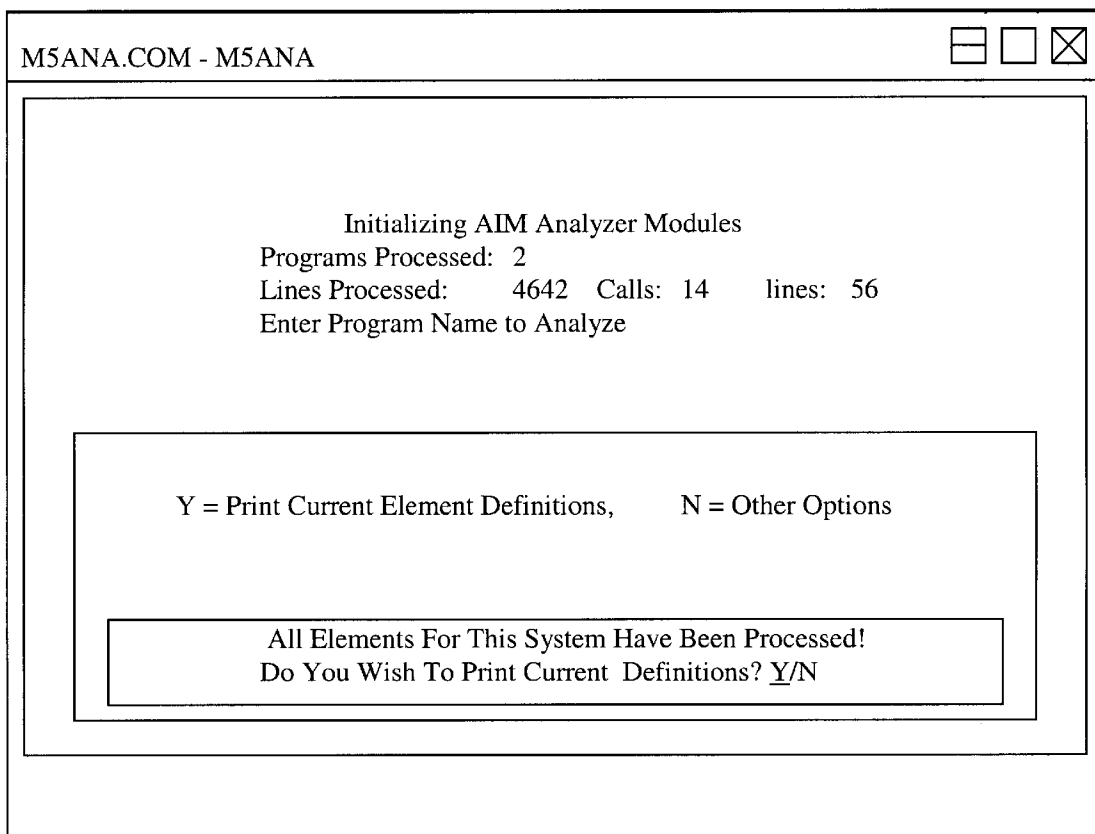 M5ANA.COM - M5ANA
Initializing AIM Analyzer Modules
Programs Processed: 2
Lines Processed: 4642 Calls: 14 lines: 56
Enter Program Name to Analyze
Y = Print Current Element Definitions, N = Other Options
All Elements For This System Have Been Processed!
Do You Wish To Print Current Definitions? Y/N